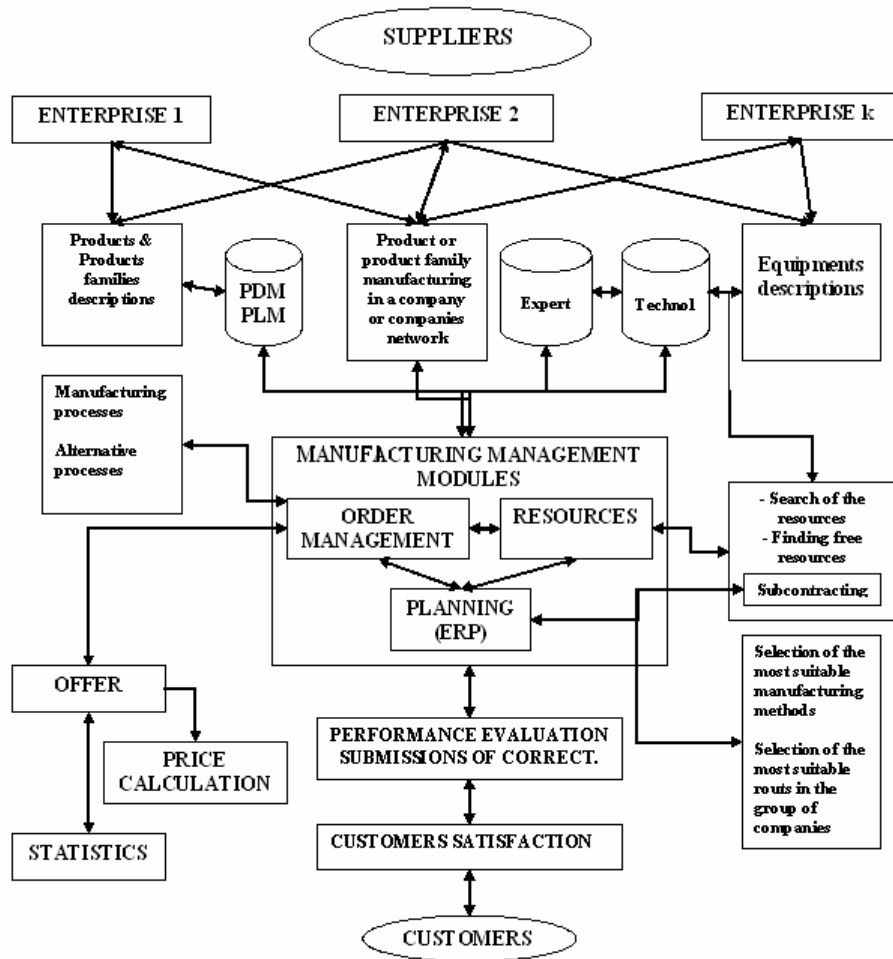 SUPPLIERS
ENTERPRISE 1
ENTERPRISE 2
ENTERPRISE k
Products &
Products
families
descriptions
PDM
PLM
Product or
product family
manufacturing
in a company
or companies
network
Expert
Technol
Equipments
descriptions
Manufacturing
processes
Alternative
processes
MANUFACTURING MANAGEMENT
MODULES
ORDER
MANAGEMENT
RESOURCES
PLANNING
(ERP)
- Search of the
resources
- Finding free
resources
Subcontracting
Selection of the
most suitable
manufacturing
methods
Selection of the
most suitable
routs in the
group of
companies
OFFER
PRICE
CALCULATION
STATISTICS
PERFORMANCE EVALUATION
SUBMISSIONS OF CORRECT.
CUSTOMERS SATISFACTION
CUSTOMERS